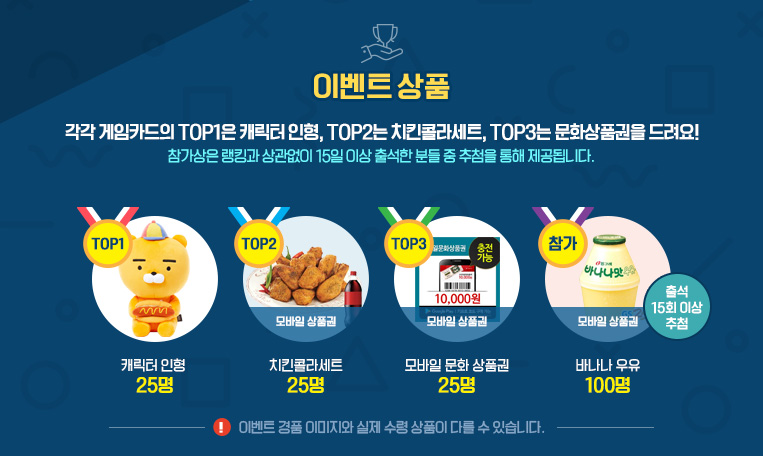 이벤트 상품
각각 게임카드의 TOP1은 캐릭터 인형, TOP2는 치킨콜라세트, TOP3는 문화상품권을 드려요!
참가상은 랭킹과 상관없이 15일 이상 출석한 분들 중 추첨을 통해 제공됩니다.
TOP1
TOP2
모바일 상품권
TOP3
일문화상품권
충전
가능
10,000원
모바일 상품권
참가
바나나맛
모바일 상품권
출석
15회 이상
추첨
캐릭터 인형
25명
치킨콜라세트
25명
모바일 문화 상품권
25명
바나나 우유
100명
! 이벤트 경품 이미지와 실제 수령 상품이 다를 수 있습니다.